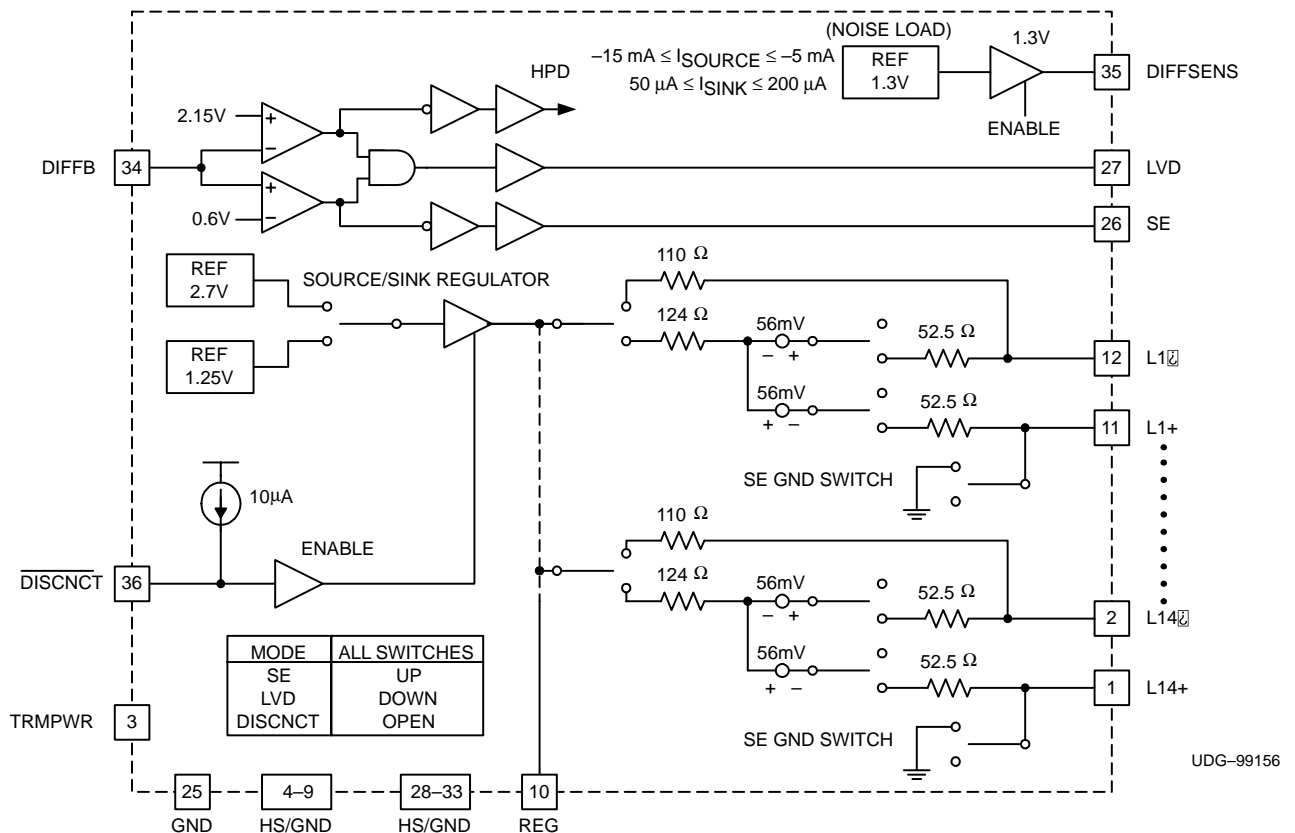 (NOISE LOAD)
–15 mA ≤ ISOURCE ≤ –5 mA
50 µA ≤ ISINK ≤ 200 µA
REF
1.3V
1.3V
ENABLE
35
DIFFSENS
HPD
2.15V
+
–
DIFFB
34
+
–
0.6V
27
LVD
26
SE
REF
2.7V
SOURCE/SINK REGULATOR
REF
1.25V
110 Ω
124 Ω
56mV
– +
52.5 Ω
12
L1
56mV
+ –
52.5 Ω
11
L1+
SE GND SWITCH
10µA
ENABLE
DISCNCT
36
110 Ω
124 Ω
56mV
– +
52.5 Ω
2
L14
56mV
+ –
52.5 Ω
1
L14+
SE GND SWITCH
MODE ALL SWITCHES
SE UP
LVD DOWN
DISCNCT OPEN
TRMPWR
3
UDG–99156
25
GND
4–9
HS/GND
28–33
HS/GND
10
REG